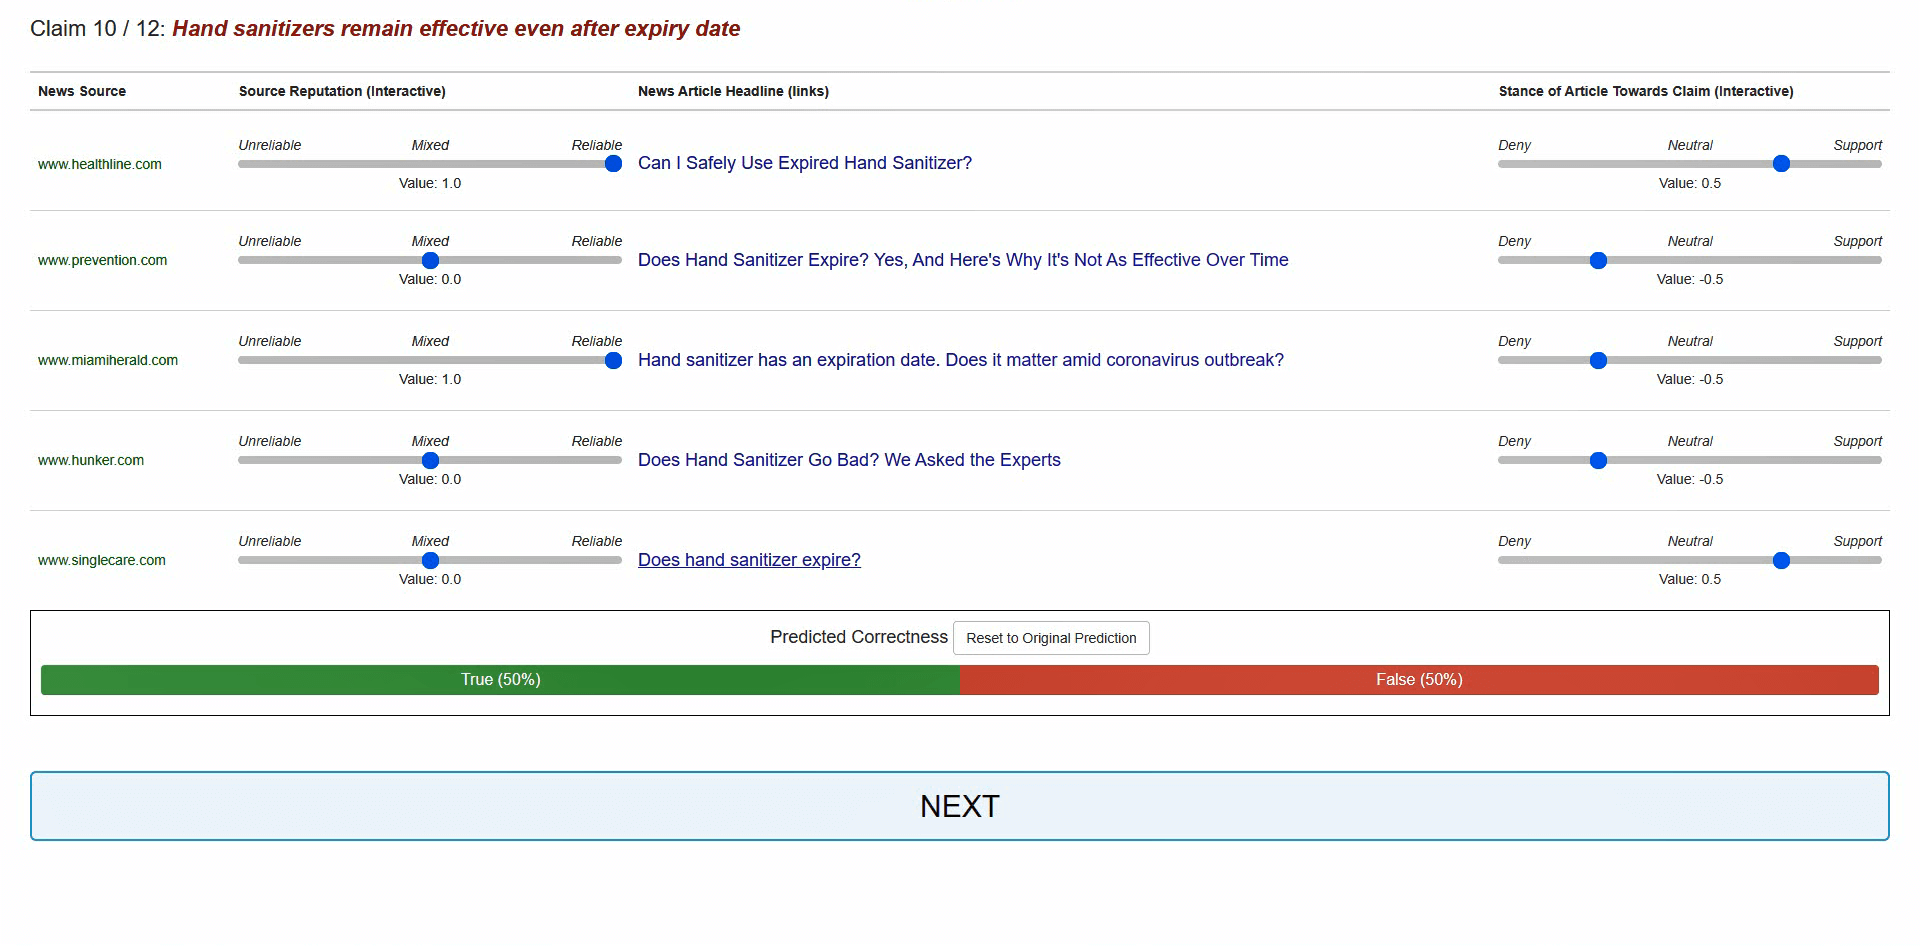 Claim 10 / 12: Hand sanitizers remain effective even after expiry date
News Source Source Reputation (Interactive) News Article Headline (links) Stance of Article Towards Claim (Interactive)
Unreliable Mixed Reliable Deny Neutral Support
www.healthline.com Can I Safely Use Expired Hand Sanitizer?
Value: 1.0 Value: 0.5
Unreliable Mixed Reliable Deny Neutral Support
www.prevention.com Does Hand Sanitizer Expire? Yes, And Here's Why It's Not As Effective Over Time
Value: 0.0 Value: -0.5
Unreliable Mixed Reliable Deny Neutral Support
www.miamiherald.com Hand sanitizer has an expiration date. Does it matter amid coronavirus outbreak?
Value: 1.0 Value: -0.5
Unreliable Mixed Reliable Deny Neutral Support
www.hunker.com Does Hand Sanitizer Go Bad? We Asked the Experts
Value: 0.0 Value: -0.5
Unreliable Mixed Reliable Deny Neutral Support
www.singlecare.com Does hand sanitizer expire?
Value: 0.0 Value: 0.5
Predicted Correctness Reset to Original Prediction
True (50%) False (50%)
NEXT